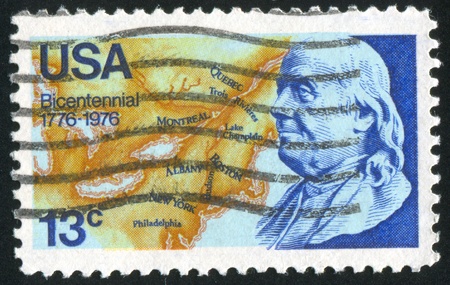 USA
Bicentennial
1776-1976
QUEBEC
Trois Rivieres
MONTREAL
Lake
Champlain
ALBANY
BOSTON
NEW YORK
Philadelphia
13c